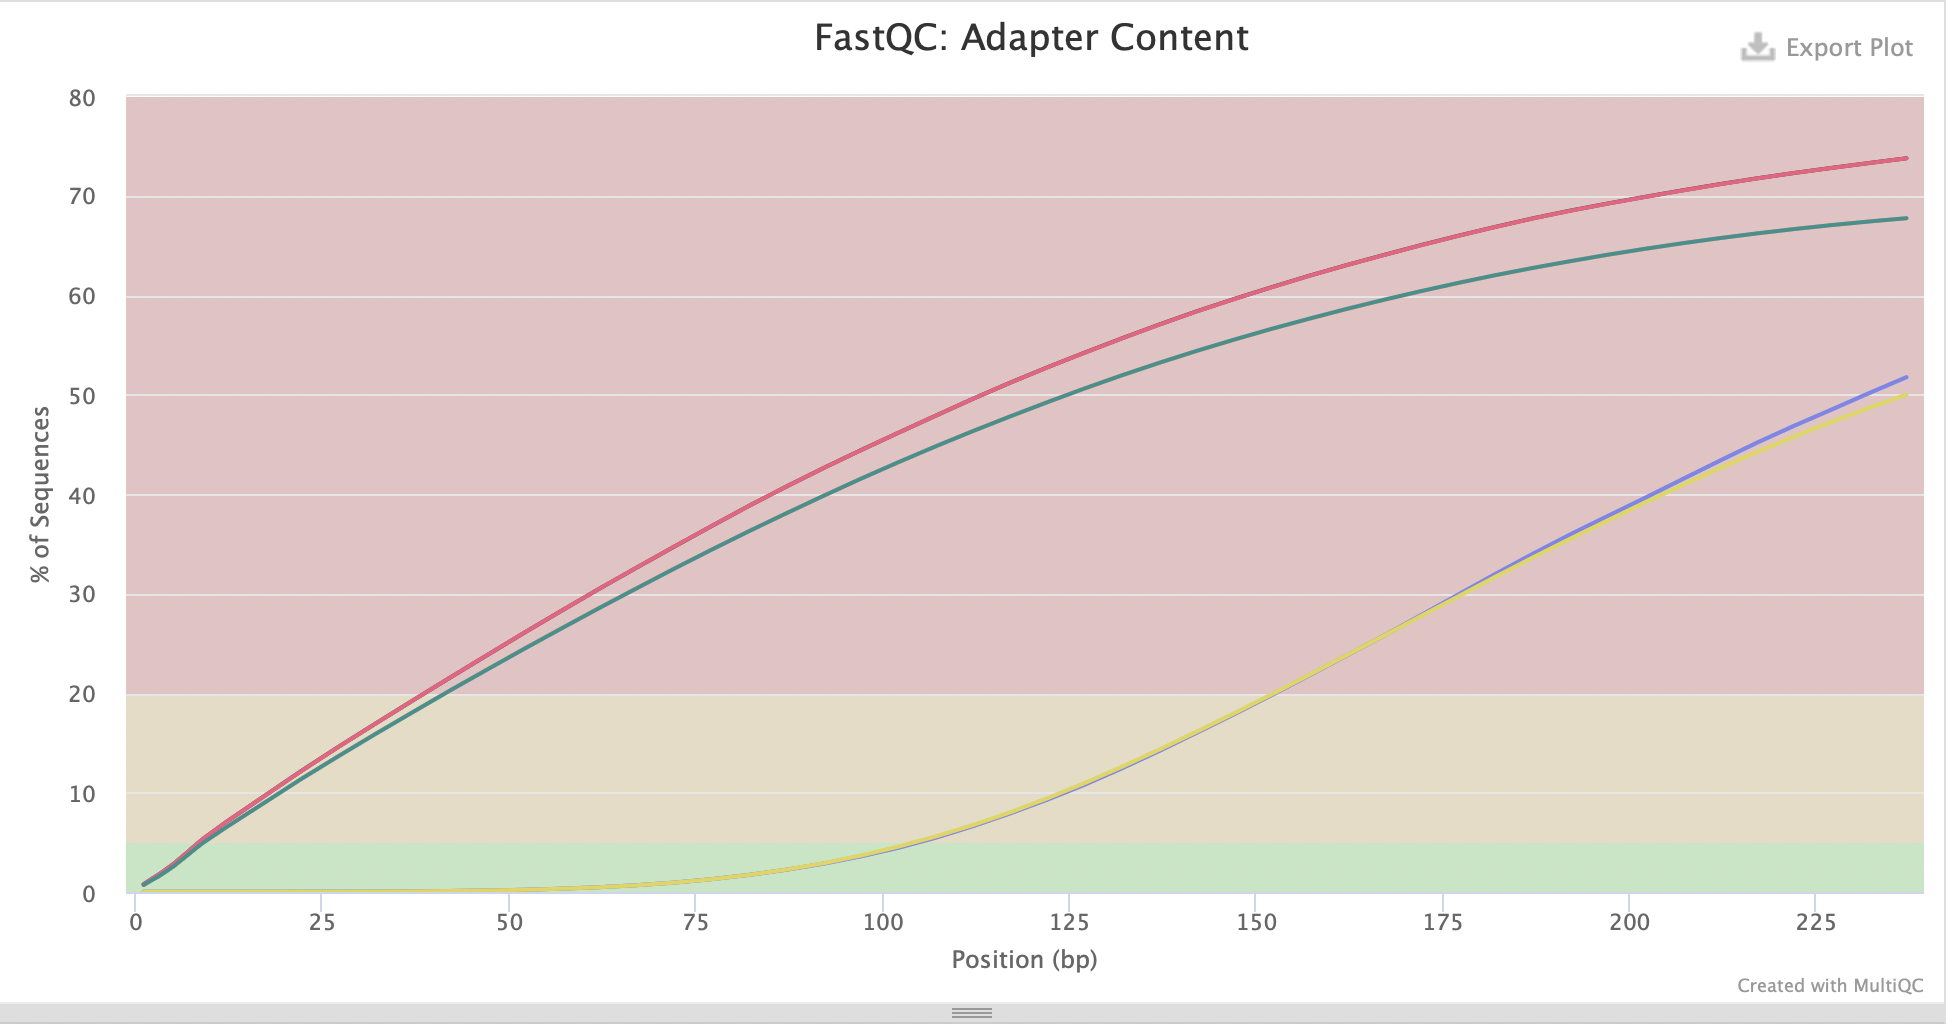 FastQC: Adapter Content
Export Plot
80
70
60
50
40
30
20
10
0
% of Sequences
0 25 50 75 100 125 150 175 200 225
Position (bp)
Created with MultiQC